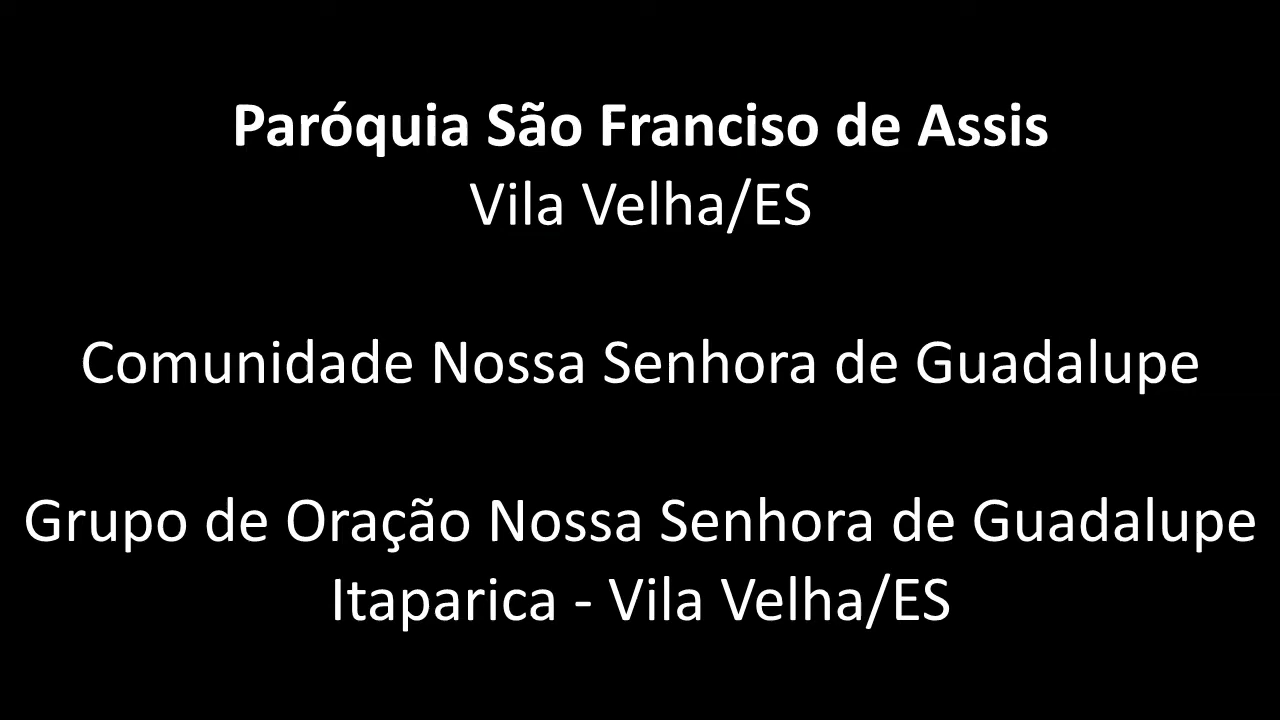 Paróquia São Franciso de Assis
Vila Velha/ES
Comunidade Nossa Senhora de Guadalupe
Grupo de Oração Nossa Senhora de Guadalupe
Itaparica - Vila Velha/ES